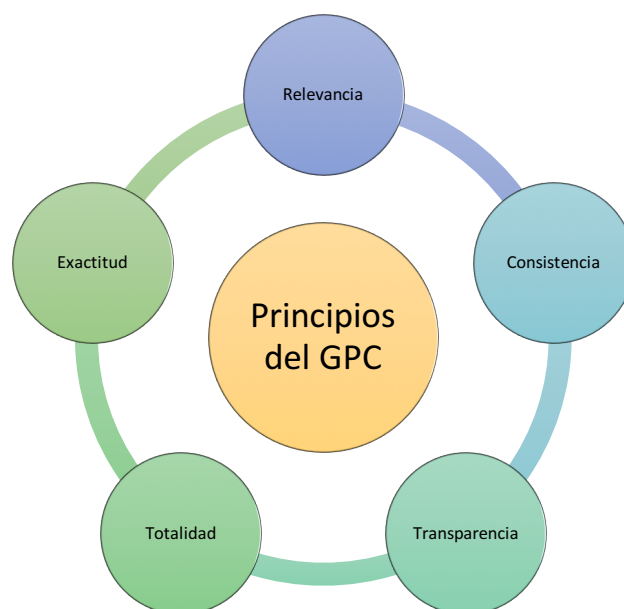 Relevancia
Consistencia
Transparencia
Totalidad
Exactitud
Principios
del GPC